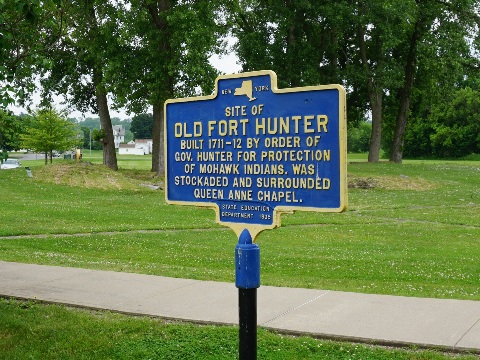 NEW YORK
SITE OF
OLD FORT HUNTER
BUILT 1711-12 BY ORDER OF
GOV. HUNTER FOR PROTECTION
OF MOHAWK INDIANS. WAS
STOCKADED AND SURROUNDED
QUEEN ANNE CHAPEL.
STATE EDUCATION
DEPARTMENT 1935